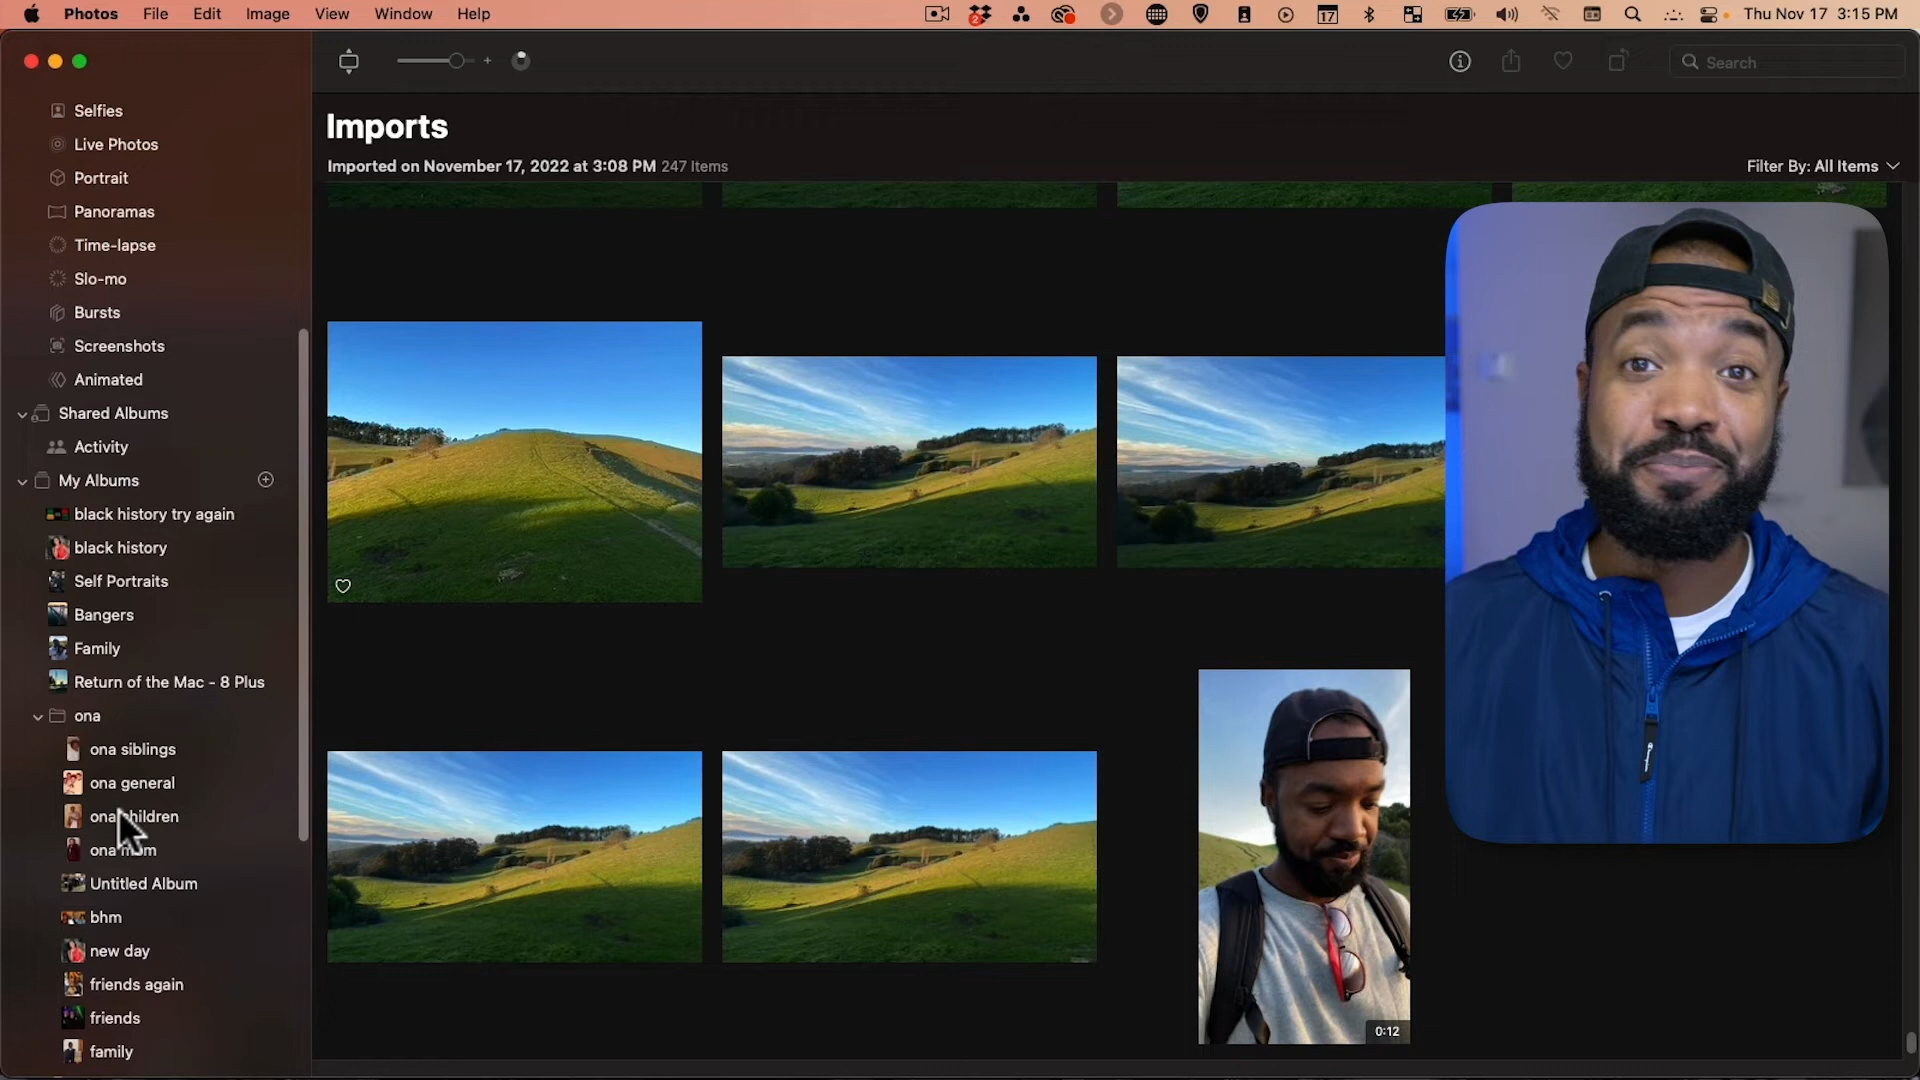 Photos File Edit Image View Window Help
2
17
Thu Nov 17 3:15 PM
Search
Selfies
Live Photos
Portrait
Panoramas
Time-lapse
Slo-mo
Bursts
Screenshots
Animated
Shared Albums
Activity
My Albums
black history try again
black history
Self Portraits
Bangers
Family
Return of the Mac - 8 Plus
ona
ona siblings
ona general
ona children
ona mom
Untitled Album
bhm
new day
friends again
friends
family
Imports
Imported on November 17, 2022 at 3:08 PM 247 Items
Filter By: All Items
0:12